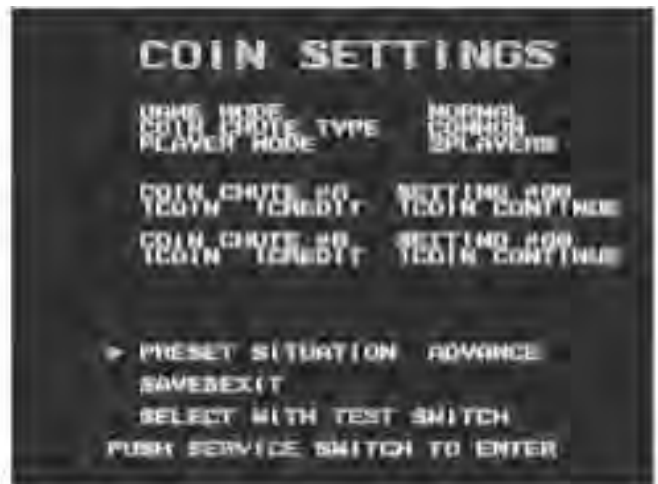 COIN SETTINGS
GAME MODE NORMAL
COIN CHUTE TYPE COMMON
PLAYER MODE PLAYERS
COIN CHUTE SETTING
1COIN 1CREDIT 1COIN CONTINUE
COIN CHUTE SETTING
1COIN 1CREDIT 1COIN CONTINUE
► PRESET SITUATION ADVANCE
SAVE&EXIT
SELECT WITH TEST SWITCH
PUSH SERVICE SWITCH TO ENTER